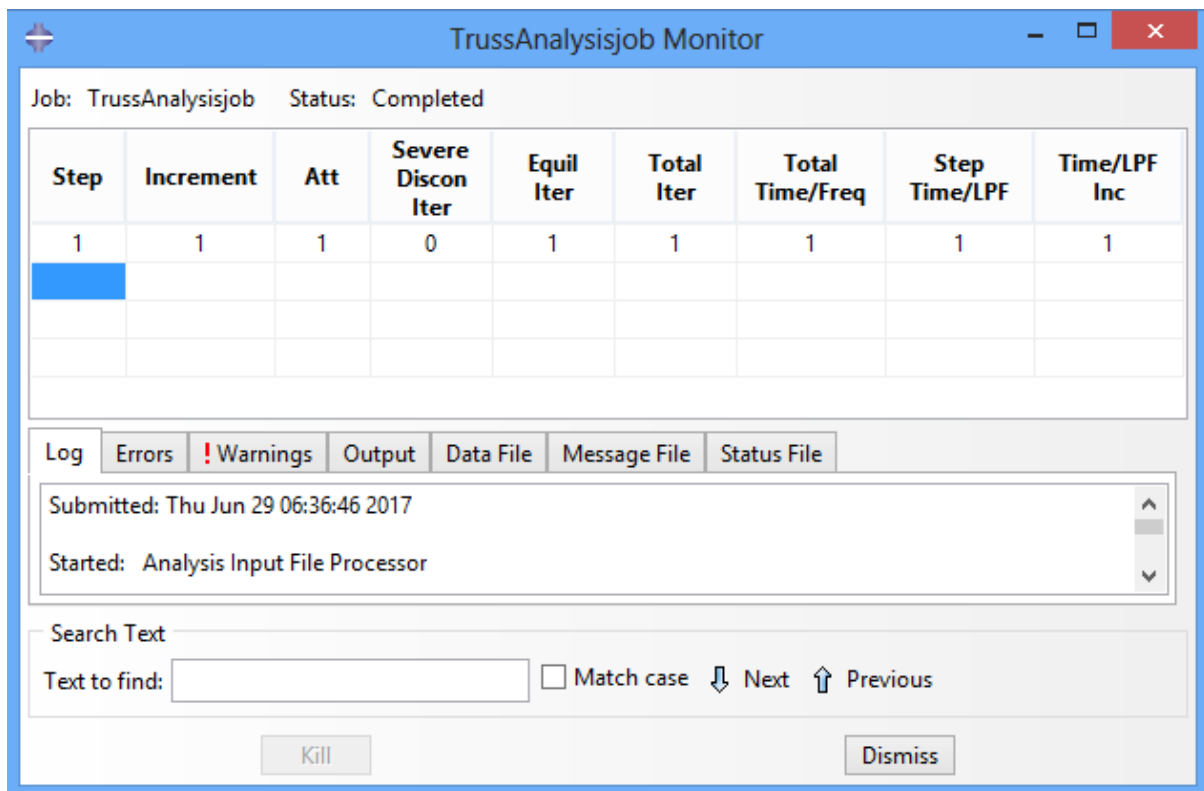 TrussAnalysisjob Monitor
Job: TrussAnalysisjob Status: Completed
Step Increment Att Severe Discon Iter Equil Iter Total Iter Total Time/Freq Step Time/LPF Time/LPF Inc
1 1 1 0 1 1 1 1 1
Log Errors ! Warnings Output Data File Message File Status File
Submitted: Thu Jun 29 06:36:46 2017
Started: Analysis Input File Processor
Search Text
Text to find: Match case Next Previous
Kill Dismiss